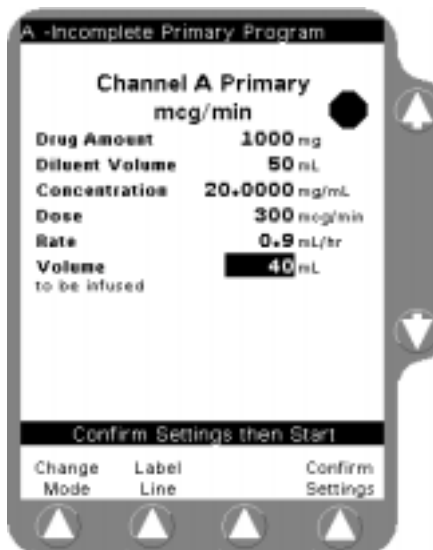 A -Incomplete Primary Program
Channel A Primary
mcg/min
Drug Amount 1000 mg
Diluent Volume 50 mL
Concentration 20.0000 mg/mL
Dose 300 mcg/min
Rate 0.9 mL/hr
Volume 40 mL
to be infused
Confirm Settings then Start
Change Label Confirm
Mode Line Settings